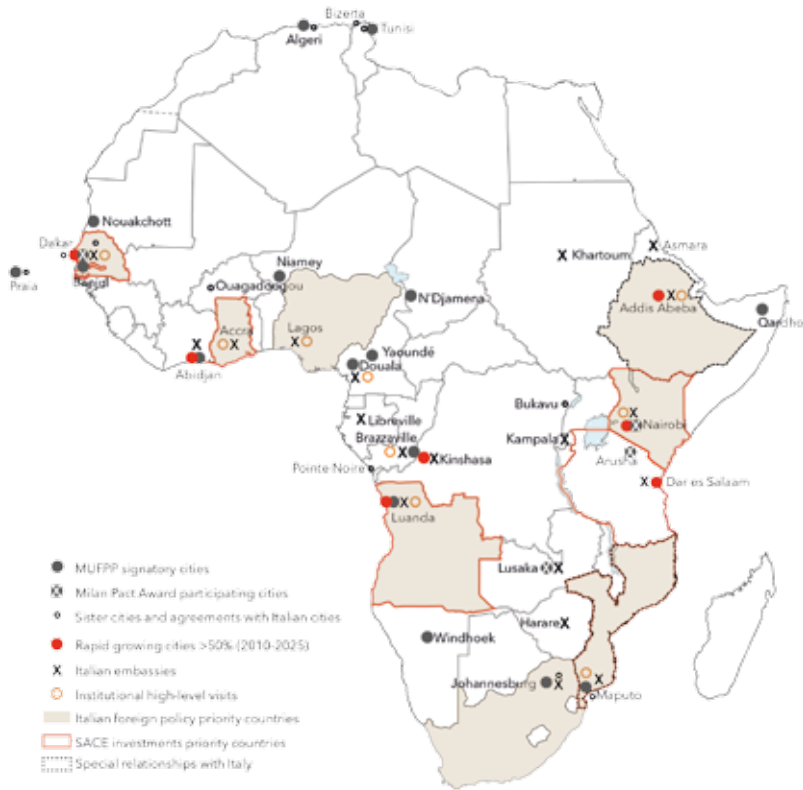 Bizerta
Algeri
Tunisi
Nouakchott
Dakar
Asmara
Khartoum
Praia
Banjul
Niamey
Ouagadougou
N'Djamena
Addis Abeba
Qardho
Accra
Lagos
Yaoundé
Douala
Abidjan
Bukavu
Libreville
Brazzaville
Kampala
Nairobi
Kinshasa
Arusha
Pointe Noire
Dar es Salaam
Luanda
Lusaka
Harare
Windhoek
Johannesburg
Maputo
MUFPP signatory cities
Milan Pact Award participating cities
Sister cities and agreements with Italian cities
Rapid growing cities >50% (2010-2025)
Italian embassies
Institutional high-level visits
Italian foreign policy priority countries
SACE investments priority countries
Special relationships with Italy